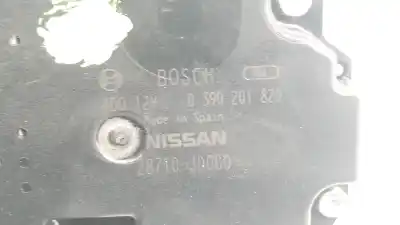 BOSCH
0 390 201 820
Made in Spain
NISSAN
28710 JD000